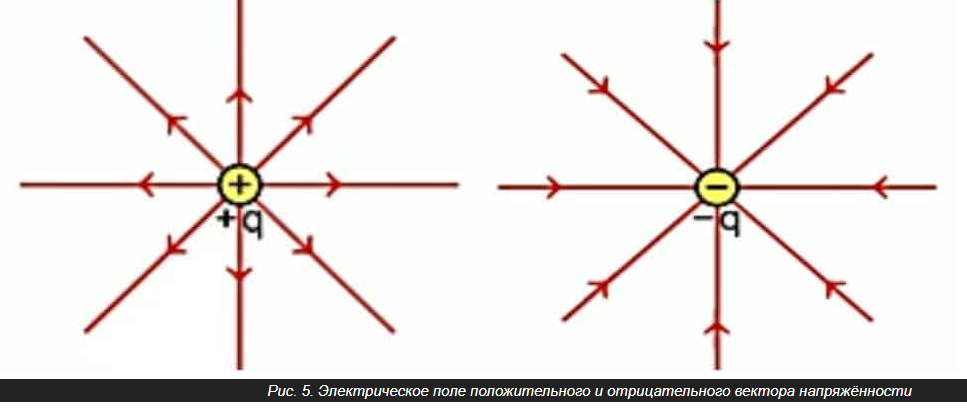 +
+q
−
−q
Рис. 5. Электрическое поле положительного и отрицательного вектора напряжённости